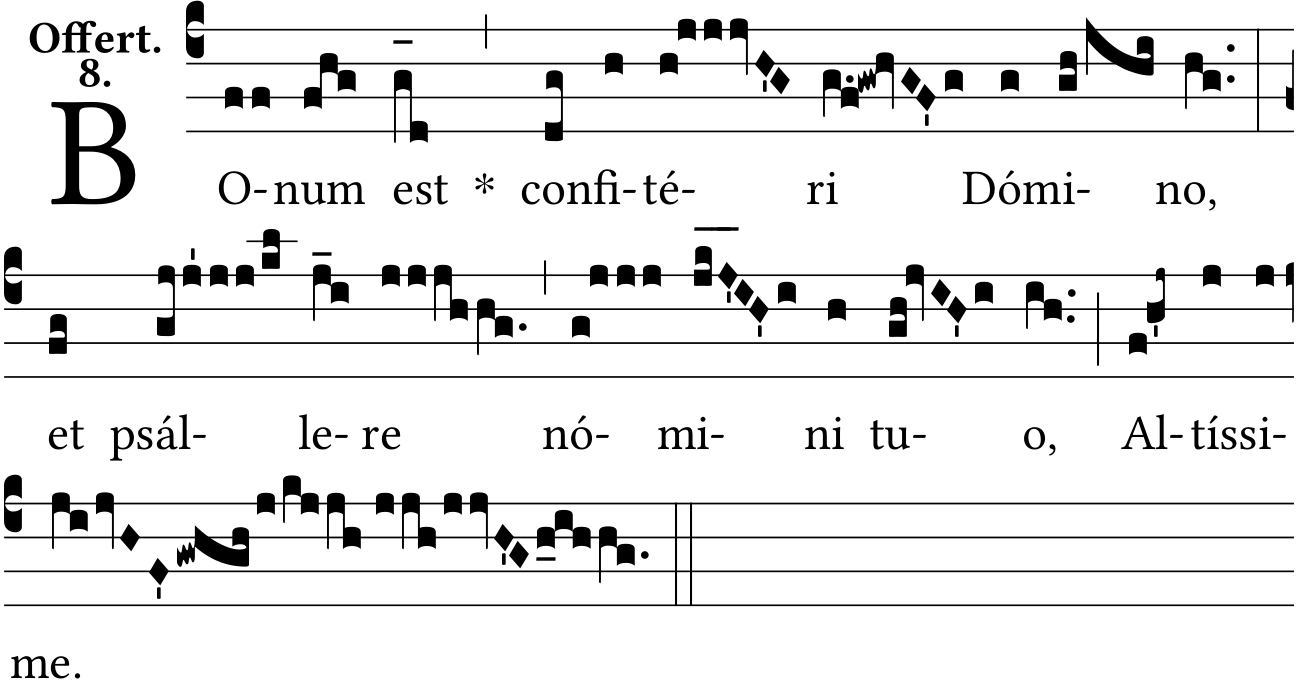 Offert.
8.
BO-num est * confi-té- ri Dómi- no,
et psál- le- re nó- mi- ni tu- o, Al-tíssi-
me.